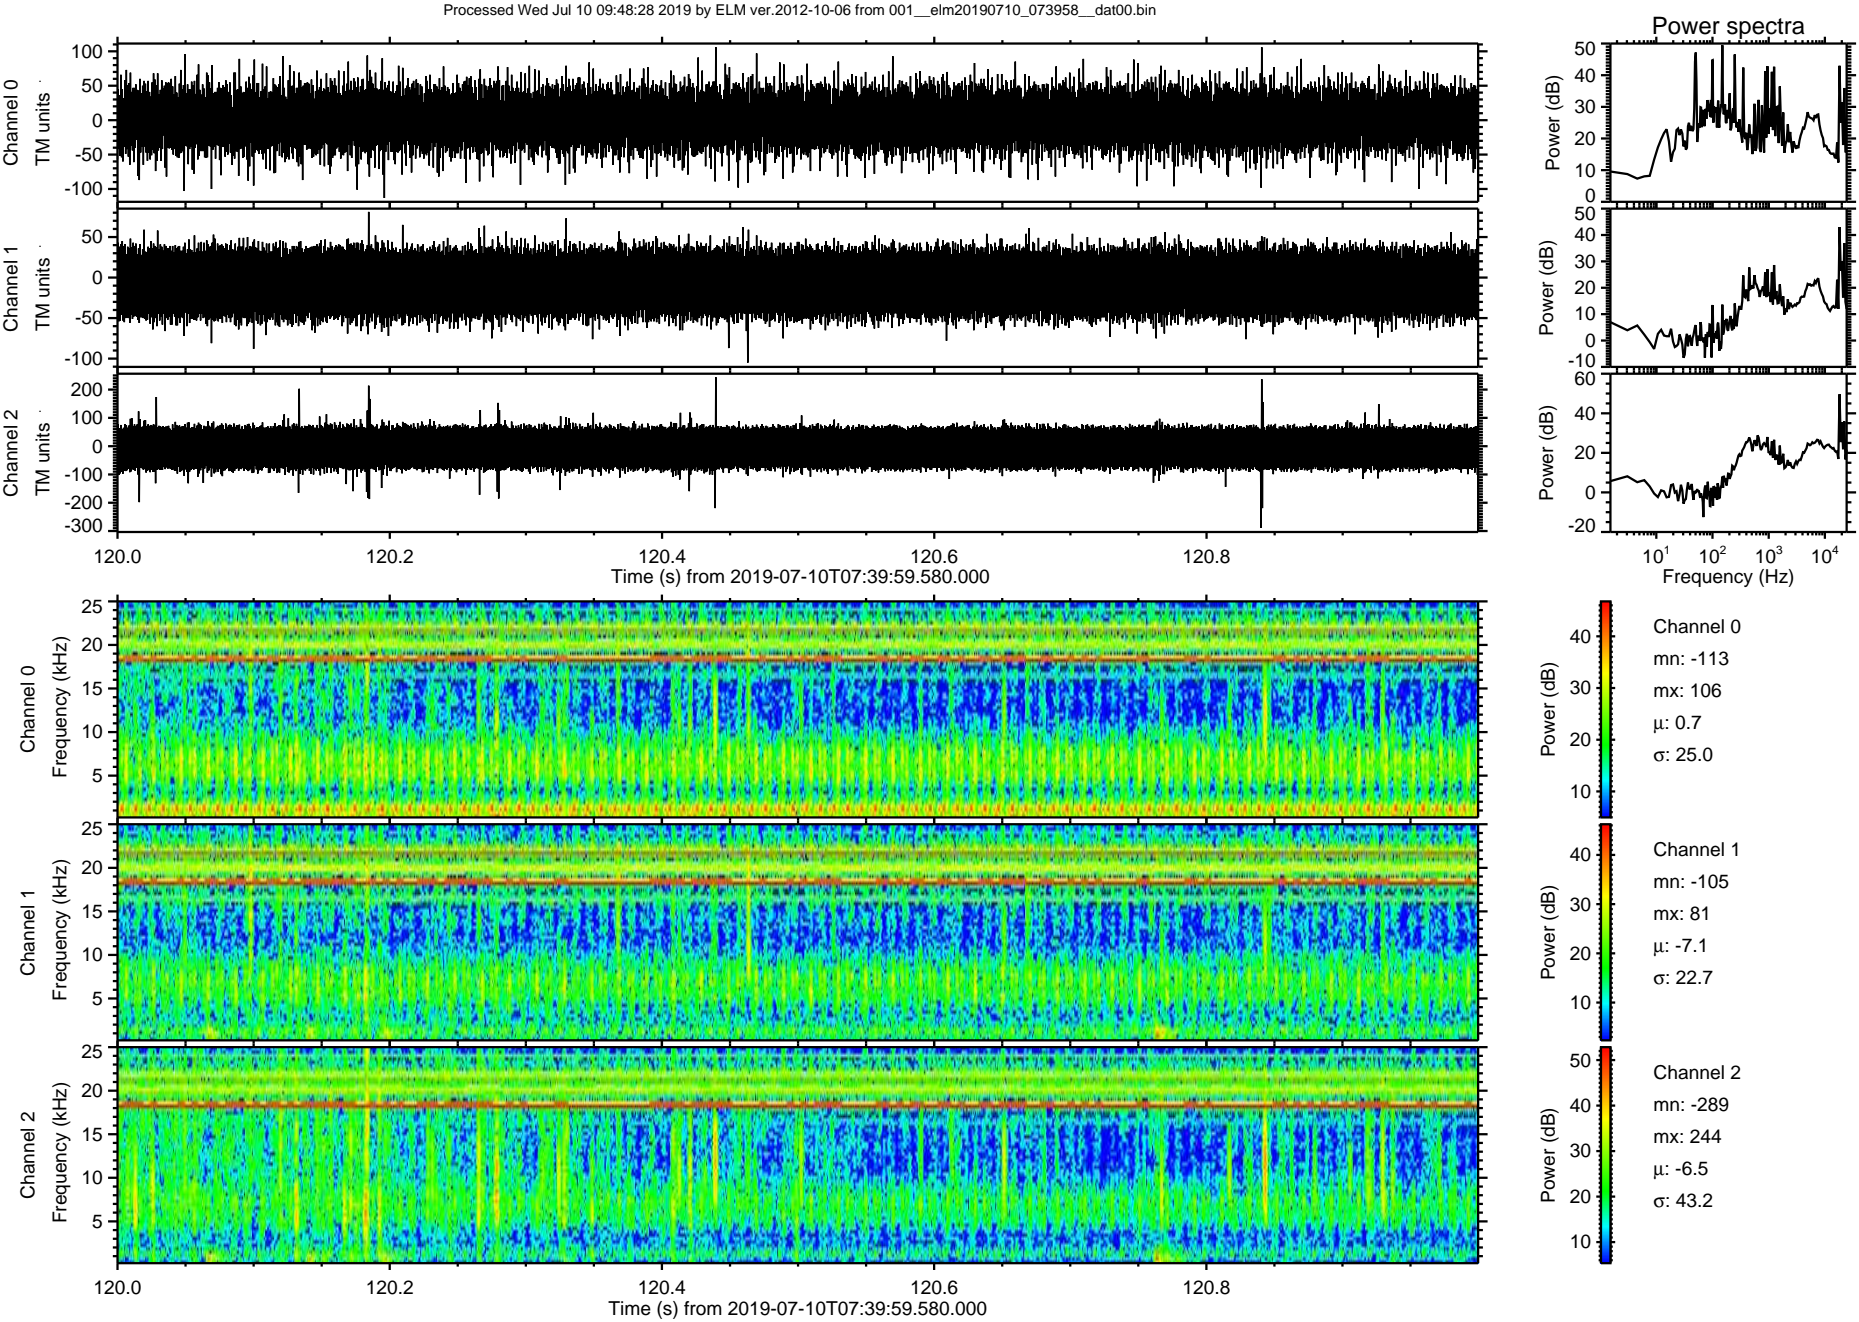 Processed Wed Jul 10 09:48:28 2019 by ELM ver.2012-10-06 from 001__elm20190710_073958__dat00.bin
Power spectra
Channel 0
TM units
100
50
0
-50
-100
Power (dB)
50
40
30
20
10
0
Channel 1
TM units
50
0
-50
-100
Power (dB)
50
40
30
20
10
0
-10
Channel 2
TM units
200
100
0
-100
-200
-300
Power (dB)
60
40
20
0
-20
120.0 120.2 120.4 120.6 120.8
Time (s) from 2019-07-10T07:39:59.580.000
10¹ 10² 10³ 10⁴
Frequency (Hz)
Channel 0
Frequency (kHz)
25
20
15
10
5
Power (dB)
40
30
20
10
Channel 0
mn: -113
mx: 106
μ: 0.7
σ: 25.0
Channel 1
Frequency (kHz)
25
20
15
10
5
Power (dB)
40
30
20
10
Channel 1
mn: -105
mx: 81
μ: -7.1
σ: 22.7
Channel 2
Frequency (kHz)
25
20
15
10
5
Power (dB)
50
40
30
20
10
Channel 2
mn: -289
mx: 244
μ: -6.5
σ: 43.2
120.0 120.2 120.4 120.6 120.8
Time (s) from 2019-07-10T07:39:59.580.000